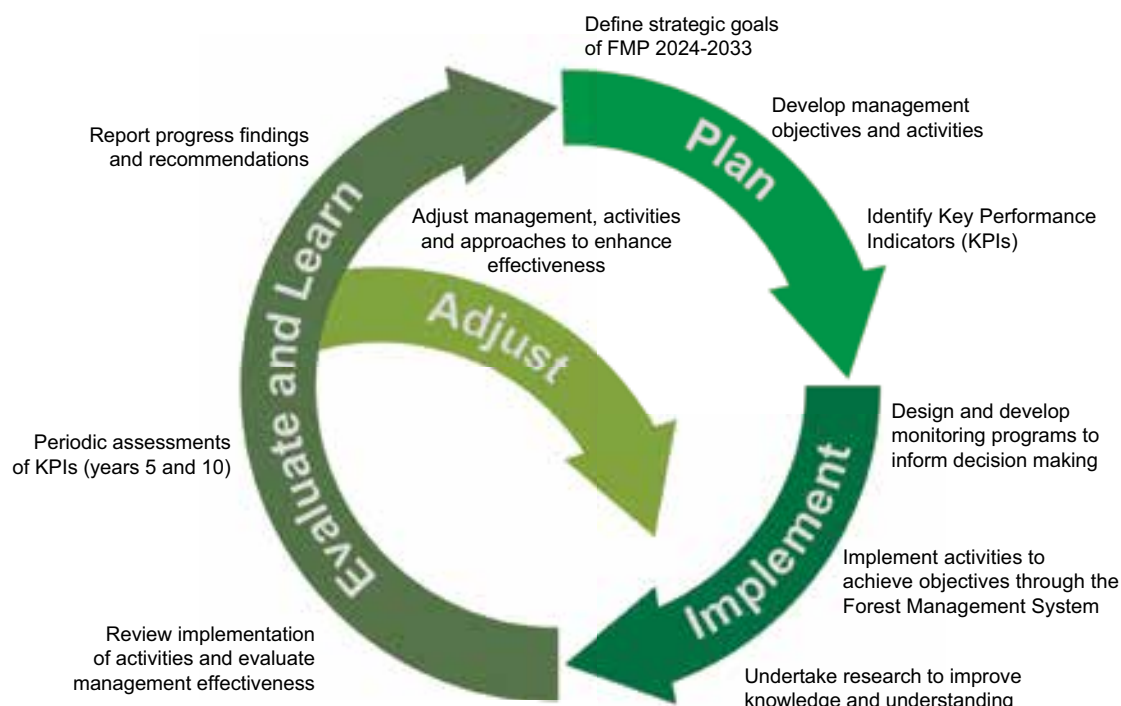 Define strategic goals
of FMP 2024-2033
Plan
Develop management
objectives and activities
Identify Key Performance
Indicators (KPIs)
Implement
Design and develop
monitoring programs to
inform decision making
Implement activities to
achieve objectives through the
Forest Management System
Undertake research to improve
knowledge and understanding
Evaluate and Learn
Review implementation
of activities and evaluate
management effectiveness
Periodic assessments
of KPIs (years 5 and 10)
Report progress findings
and recommendations
Adjust
Adjust management, activities
and approaches to enhance
effectiveness